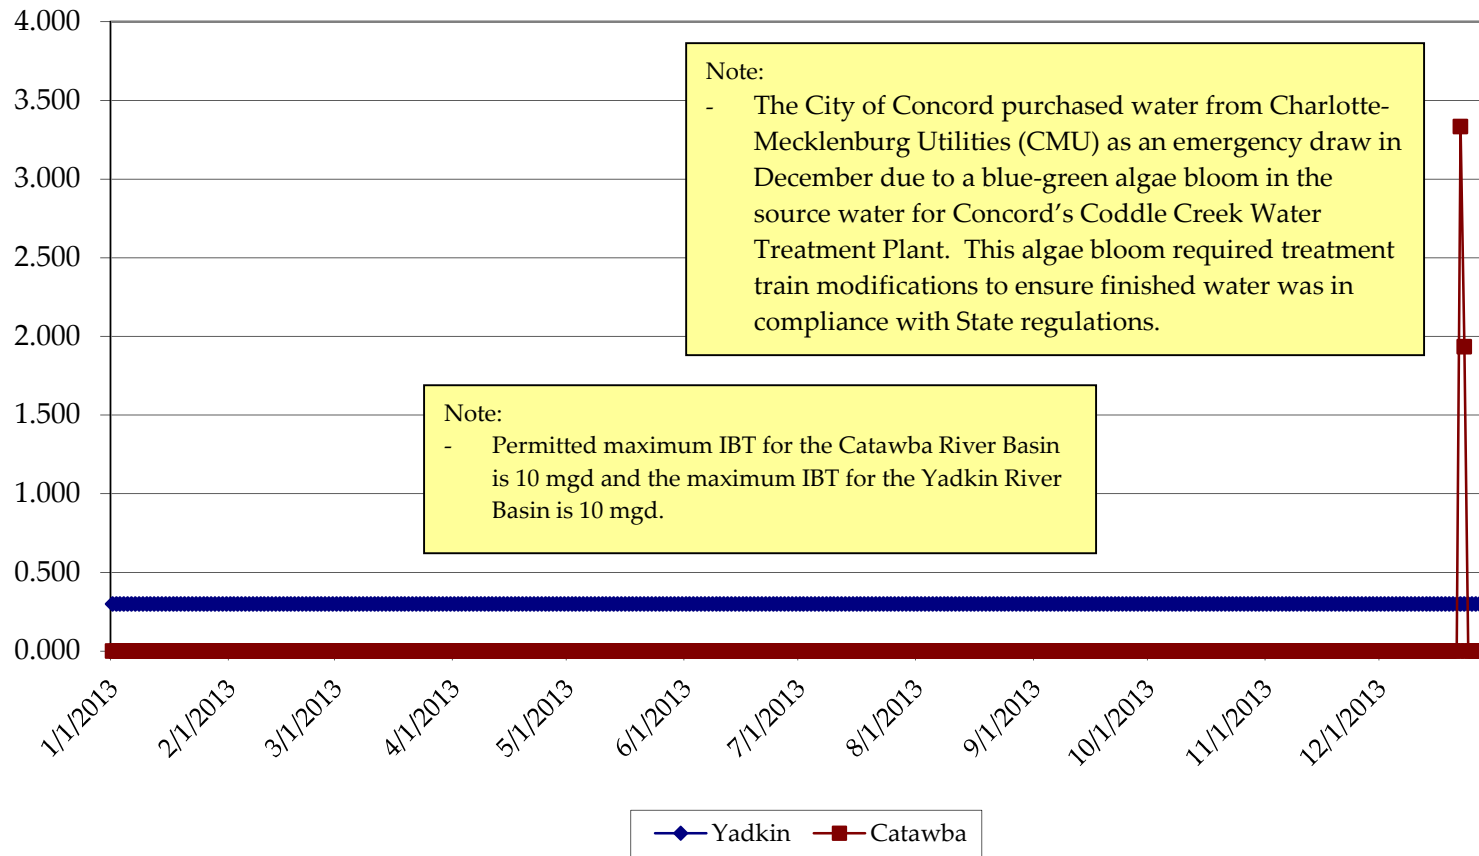 4.000
3.500
3.000
2.500
2.000
1.500
1.000
0.500
0.000
Note:
- The City of Concord purchased water from Charlotte-
Mecklenburg Utilities (CMU) as an emergency draw in
December due to a blue-green algae bloom in the
source water for Concord’s Coddle Creek Water
Treatment Plant.  This algae bloom required treatment
train modifications to ensure finished water was in
compliance with State regulations.
Note:
- Permitted maximum IBT for the Catawba River Basin
is 10 mgd and the maximum IBT for the Yadkin River
Basin is 10 mgd.
1/1/2013
2/1/2013
3/1/2013
4/1/2013
5/1/2013
6/1/2013
7/1/2013
8/1/2013
9/1/2013
10/1/2013
11/1/2013
12/1/2013
Yadkin
Catawba